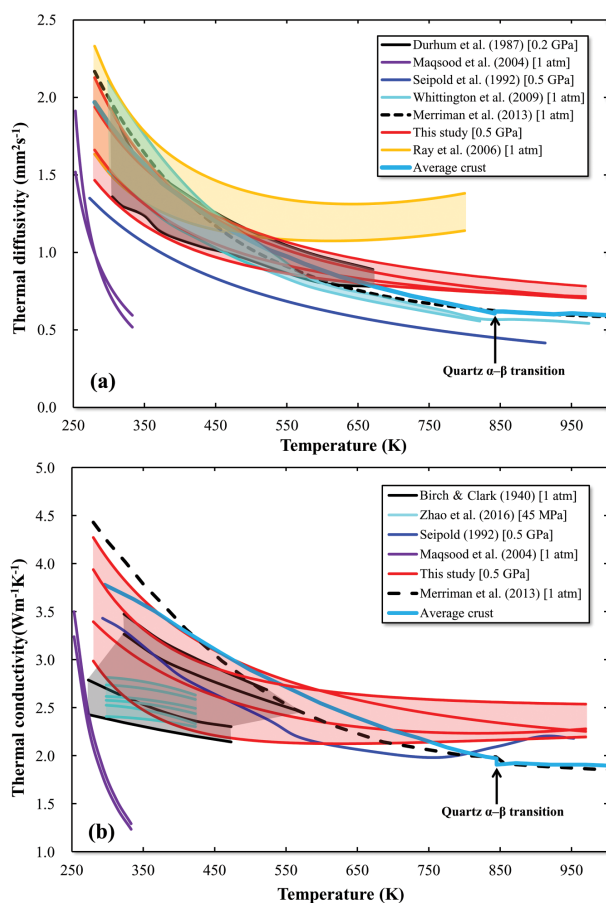 2.5
2.0
1.5
1.0
0.5
0.0
Thermal diffusivity (mm²s⁻¹)
Durhum et al. (1987) [0.2 GPa]
Maqsood et al. (2004) [1 atm]
Seipold et al. (1992) [0.5 GPa]
Whittington et al. (2009) [1 atm]
Merriman et al. (2013) [1 atm]
This study [0.5 GPa]
Ray et al. (2006) [1 atm]
Average crust
(a)
Quartz α–β transition
250 350 450 550 650 750 850 950
Temperature (K)
5.0
4.5
4.0
3.5
3.0
2.5
2.0
1.5
1.0
Thermal conductivity(Wm⁻¹K⁻¹)
Birch & Clark (1940) [1 atm]
Zhao et al. (2016) [45 MPa]
Seipold (1992) [0.5 GPa]
Maqsood et al. (2004) [1 atm]
This study [0.5 GPa]
Merriman et al. (2013) [1 atm]
Average crust
(b)
Quartz α–β transition
250 350 450 550 650 750 850 950
Temperature (K)